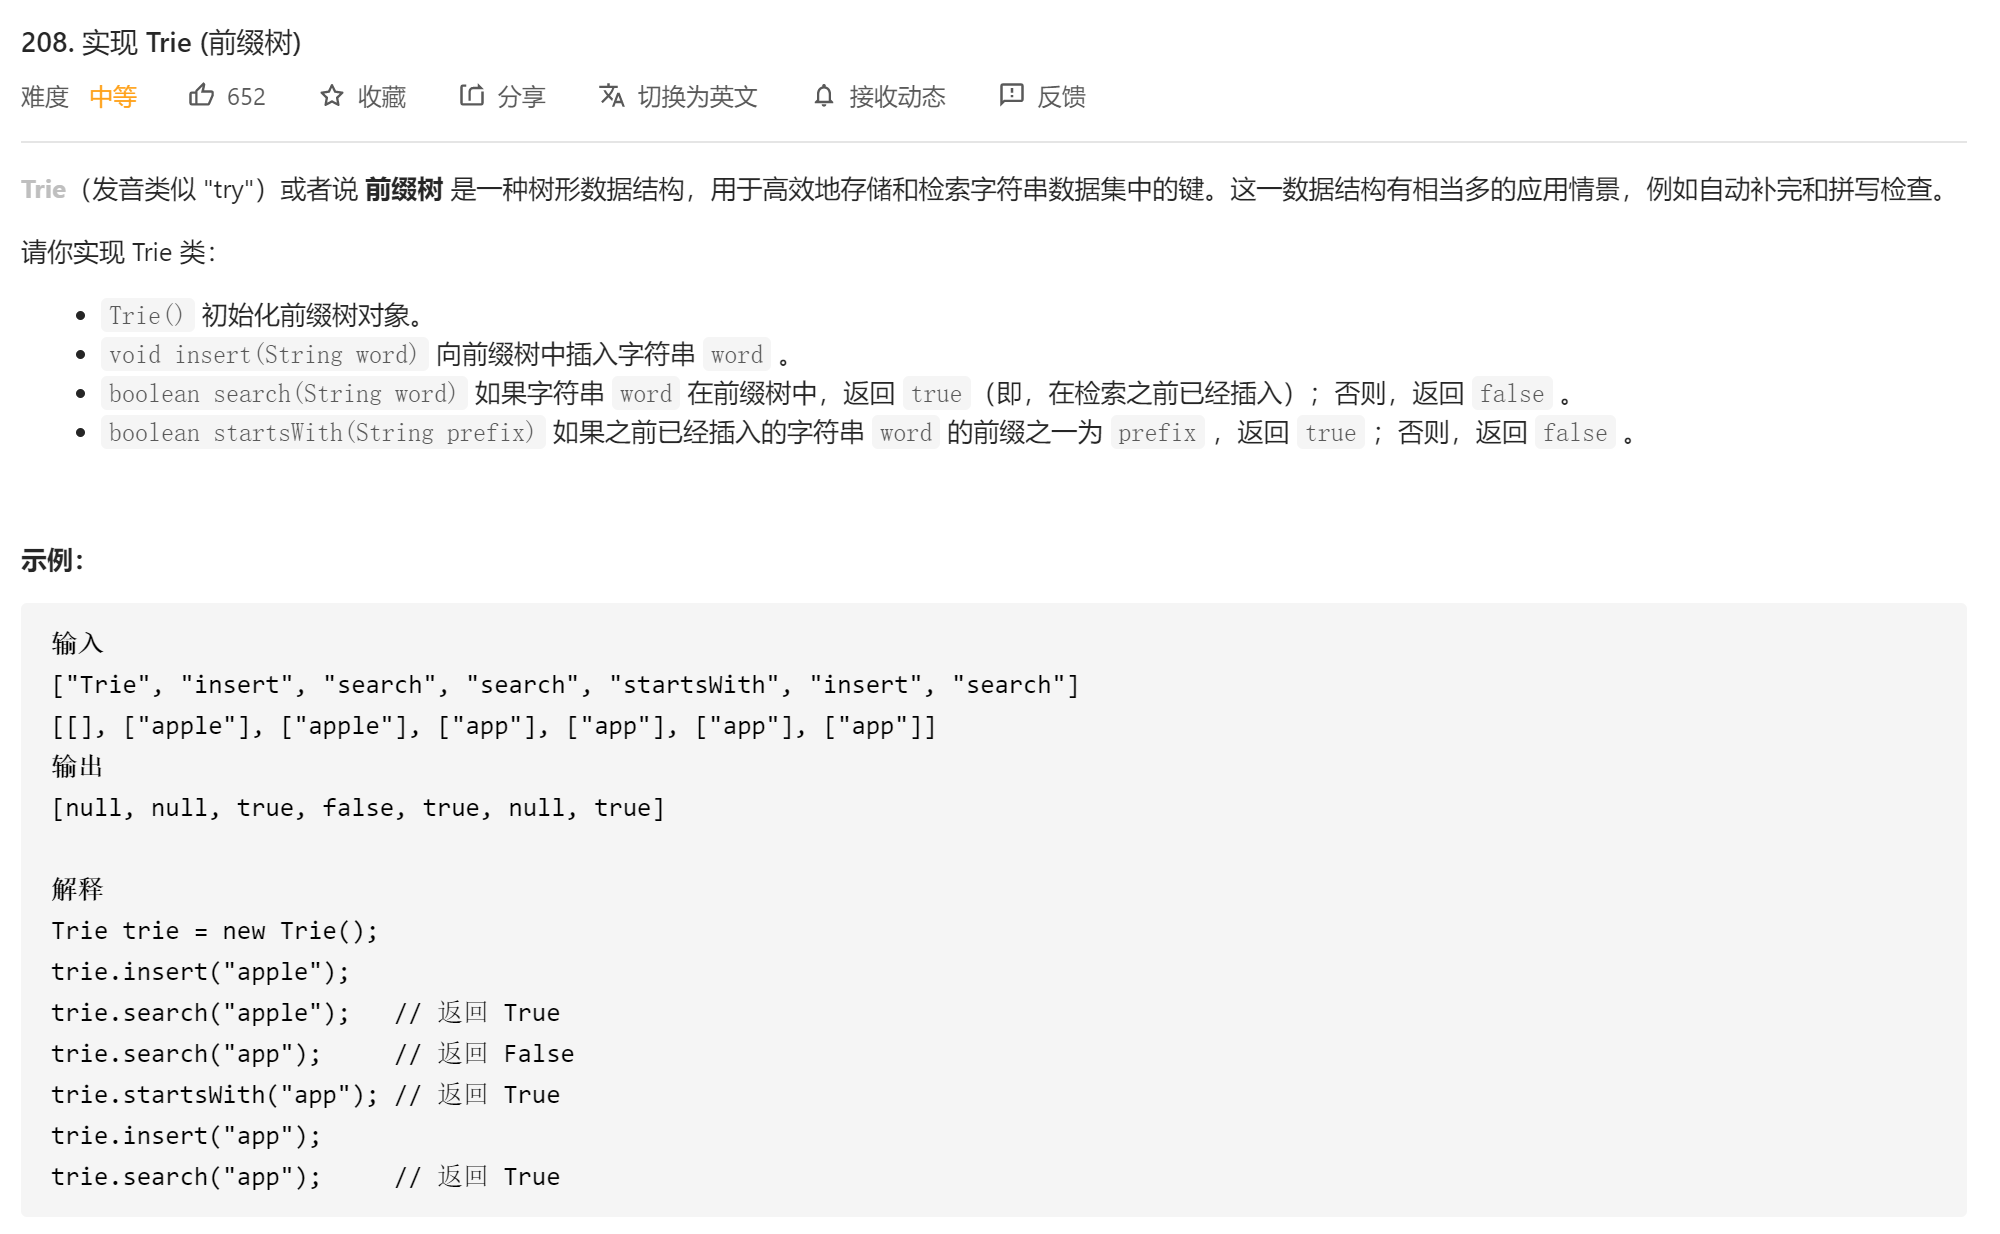 208. 实现 Trie (前缀树)
难度 中等 652 收藏 分享 切换为英文 接收动态 反馈
Trie（发音类似 "try"）或者说 前缀树 是一种树形数据结构，用于高效地存储和检索字符串数据集中的键。这一数据结构有相当多的应用情景，例如自动补完和拼写检查。
请你实现 Trie 类：
• Trie() 初始化前缀树对象。
• void insert(String word) 向前缀树中插入字符串 word 。
• boolean search(String word) 如果字符串 word 在前缀树中，返回 true（即，在检索之前已经插入）；否则，返回 false 。
• boolean startsWith(String prefix) 如果之前已经插入的字符串 word 的前缀之一为 prefix ，返回 true ；否则，返回 false 。
示例：
输入
["Trie", "insert", "search", "search", "startsWith", "insert", "search"]
[[], ["apple"], ["apple"], ["app"], ["app"], ["app"], ["app"]]
输出
[null, null, true, false, true, null, true]
解释
Trie trie = new Trie();
trie.insert("apple");
trie.search("apple");   // 返回 True
trie.search("app");     // 返回 False
trie.startsWith("app"); // 返回 True
trie.insert("app");
trie.search("app");     // 返回 True